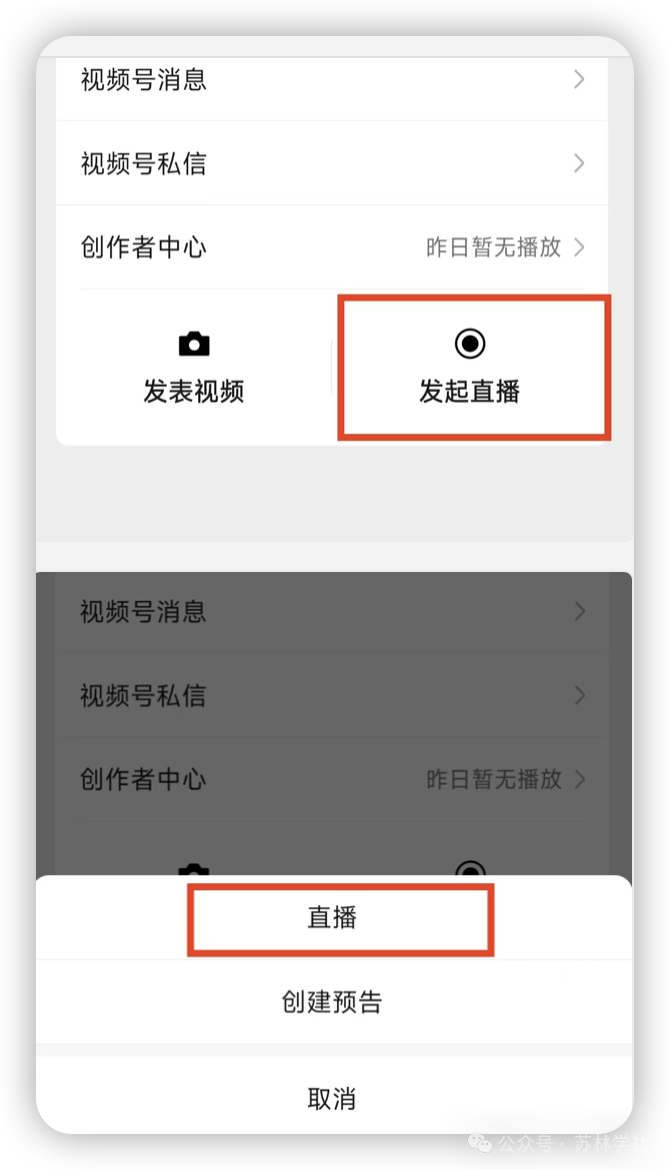 视频号消息
视频号私信
创作者中心 昨日暂无播放
发表视频 发起直播
视频号消息
视频号私信
创作者中心 昨日暂无播放
直播
创建预告
取消
公众号 · 苏林学社